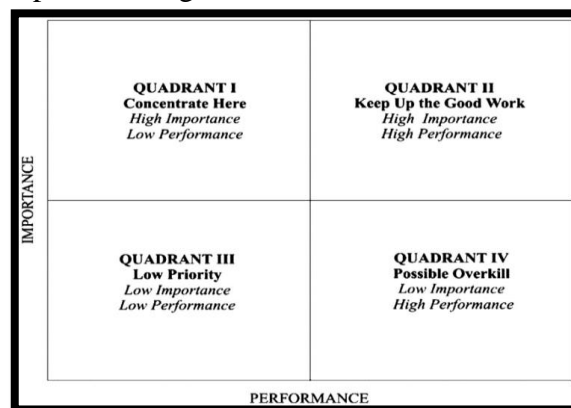 QUADRANT I
Concentrate Here
High Importance
Low Performance
QUADRANT II
Keep Up the Good Work
High Importance
High Performance
IMPORTANCE
QUADRANT III
Low Priority
Low Importance
Low Performance
QUADRANT IV
Possible Overkill
Low Importance
High Performance
PERFORMANCE